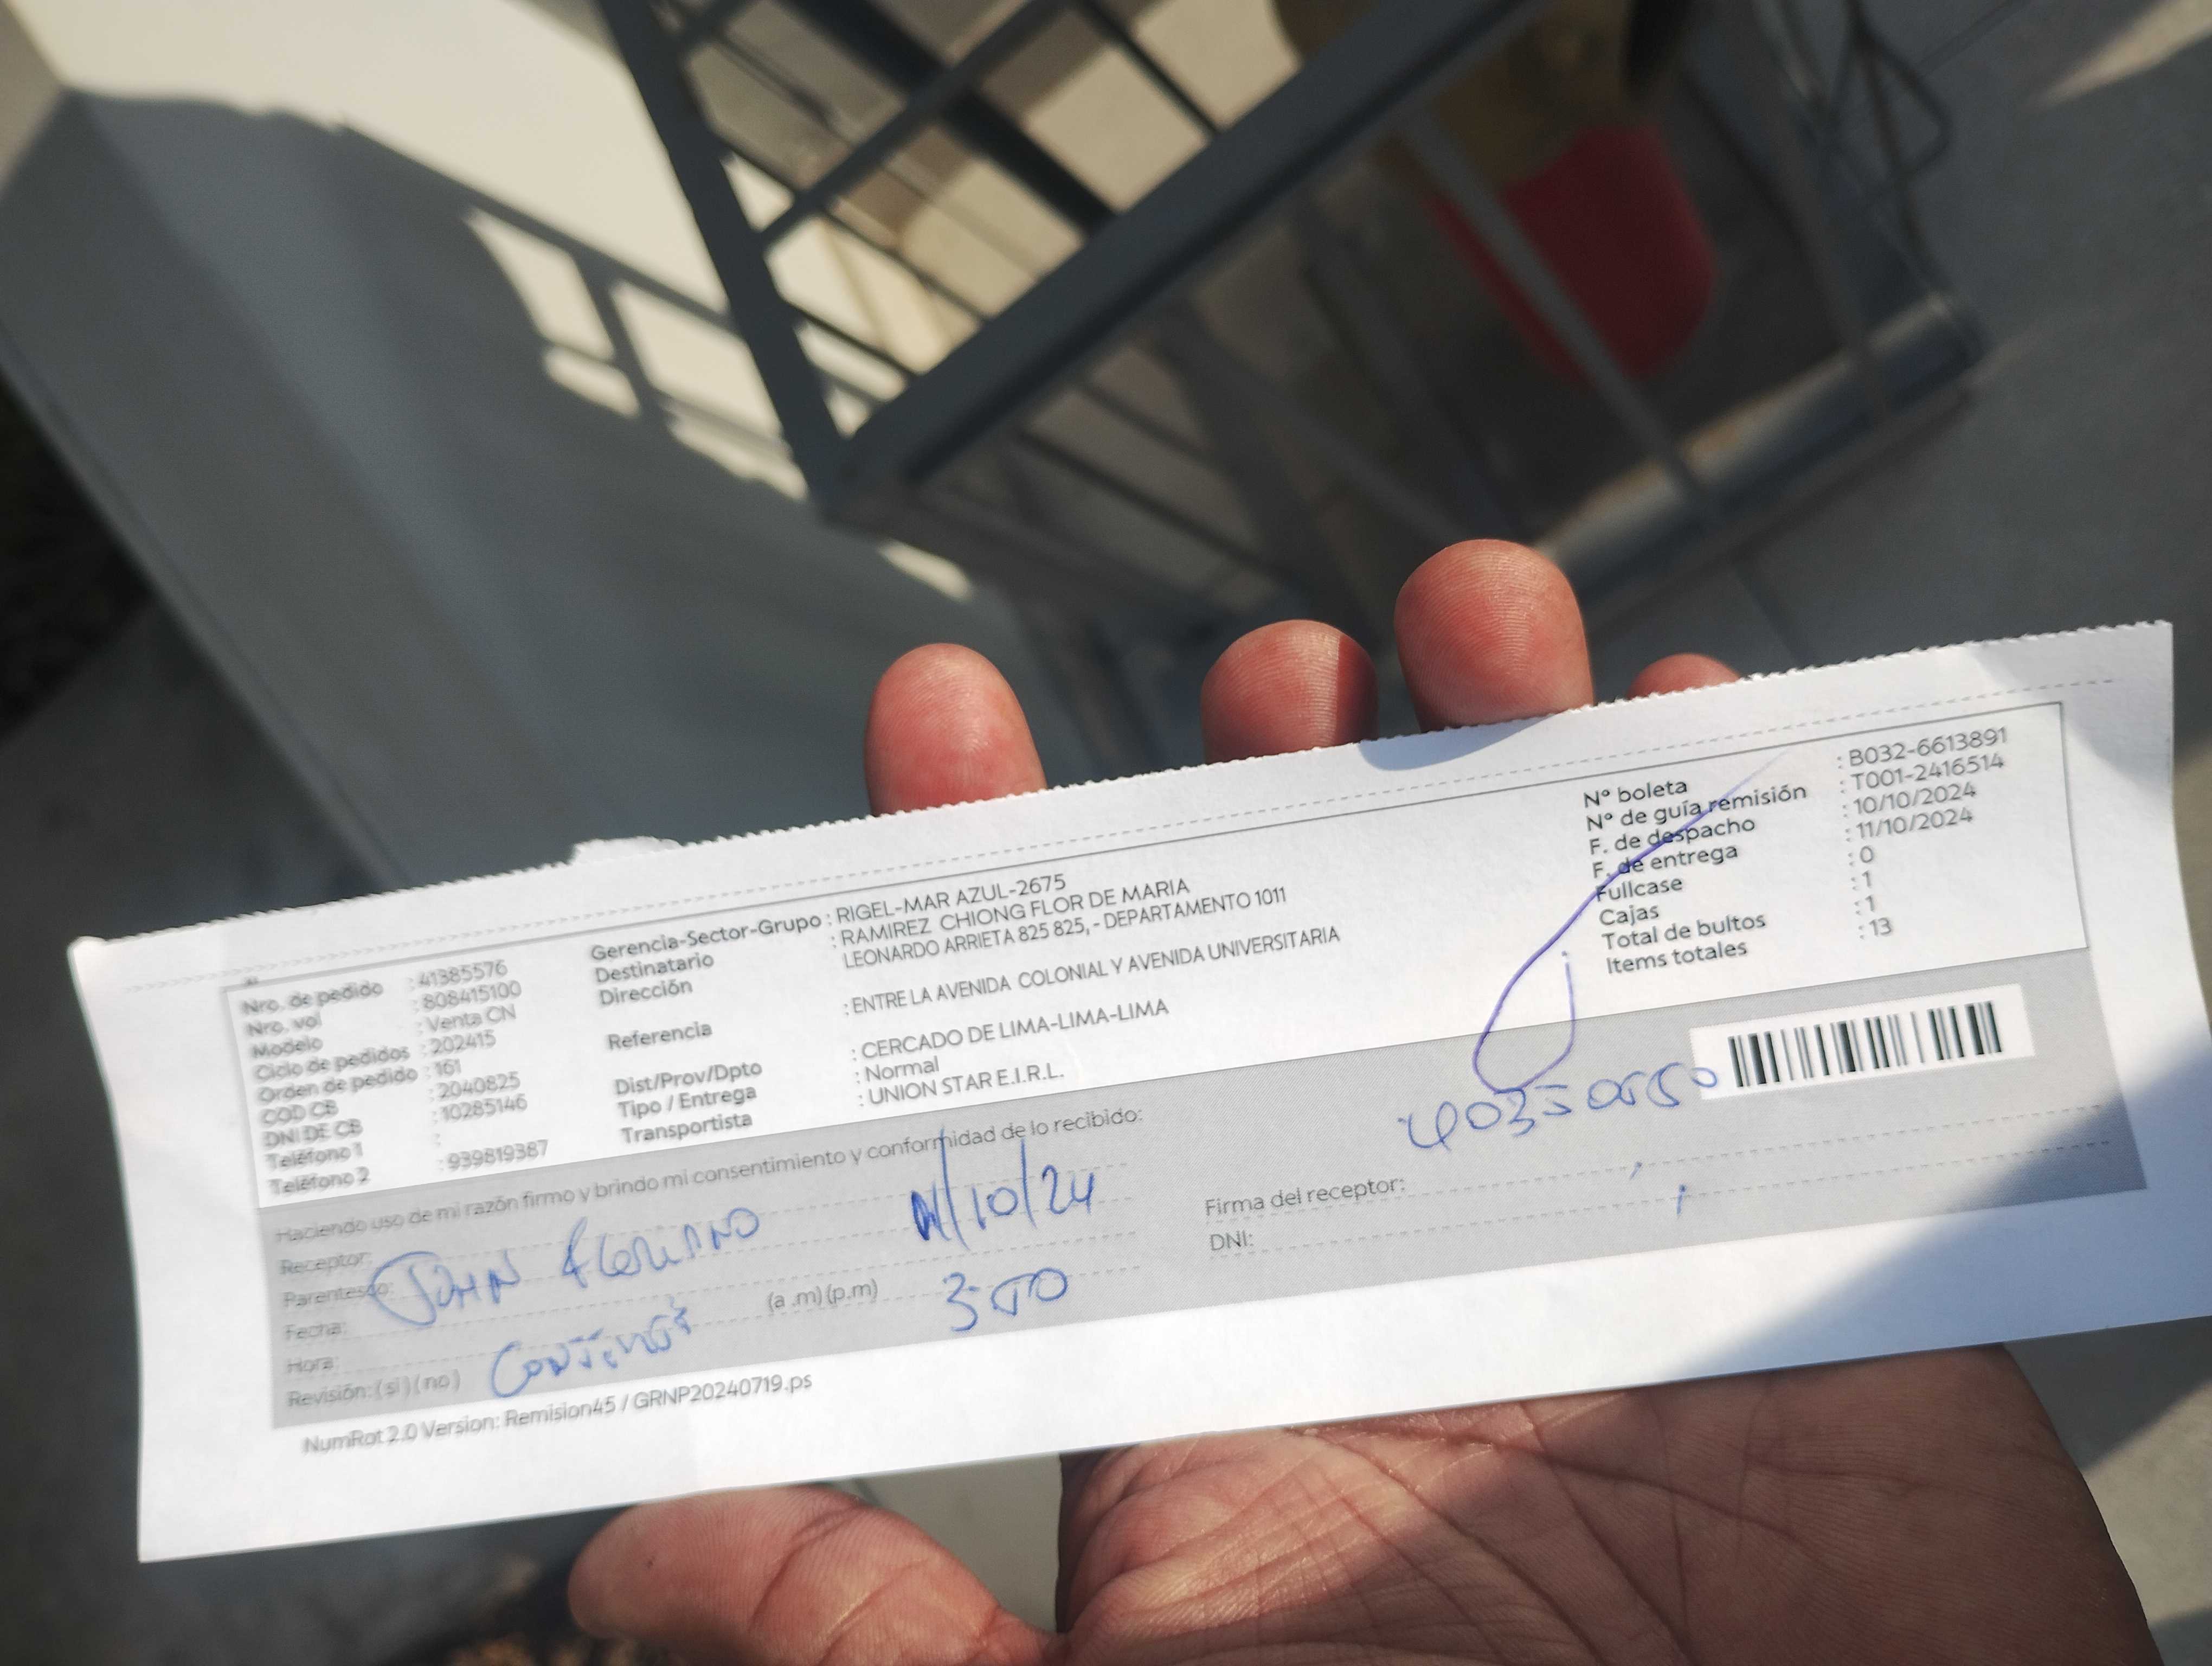 Nro. de pedido : 41385576
Nro. vol : 808415100
Modelo : Venta CN
Ciclo de pedidos : 202415
Orden de pedido : 161
COD CB : 2040825
DNI DE CB : 10285146
Teléfono 1 :
Teléfono 2 : 939819387
Gerencia-Sector-Grupo : RIGEL-MAR AZUL-2675
Destinatario : RAMIREZ CHIONG FLOR DE MARIA
Dirección LEONARDO ARRIETA 825 825, - DEPARTAMENTO 1011
Referencia : ENTRE LA AVENIDA COLONIAL Y AVENIDA UNIVERSITARIA
Dist/Prov/Dpto : CERCADO DE LIMA-LIMA-LIMA
Tipo / Entrega : Normal
Transportista : UNION STAR E.I.R.L.
N° boleta : B032-6613891
N° de guía remisión : T001-2416514
F. de despacho : 10/10/2024
F. de entrega : 11/10/2024
Fullcase : 0
Cajas : 1
Total de bultos : 1
Items totales : 13
Haciendo uso de mi razón firmo y brindo mi consentimiento y conformidad de lo recibido:
Receptor:
Parentesco: JOHN
Fecha: /10/24
Hora: (a .m) (p.m)
Revisión: ( si ) ( no )
Firma del receptor:
DNI:
NumRot 2.0 Version: Remision45 / GRNP20240719.ps